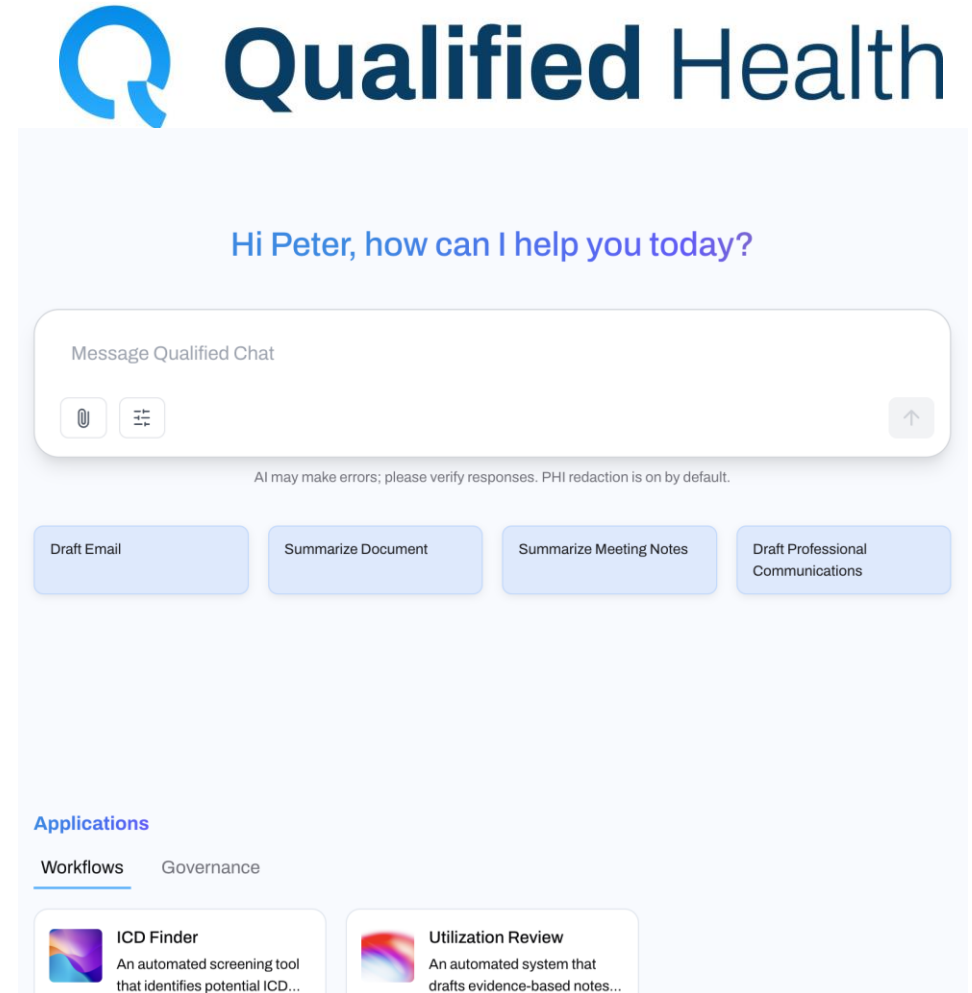 Qualified Health
Hi Peter, how can I help you today?
Message Qualified Chat
AI may make errors; please verify responses. PHI redaction is on by default.
Draft Email
Summarize Document
Summarize Meeting Notes
Draft Professional
Communications
Applications
Workflows
Governance
ICD Finder
An automated screening tool
that identifies potential ICD...
Utilization Review
An automated system that
drafts evidence-based notes...